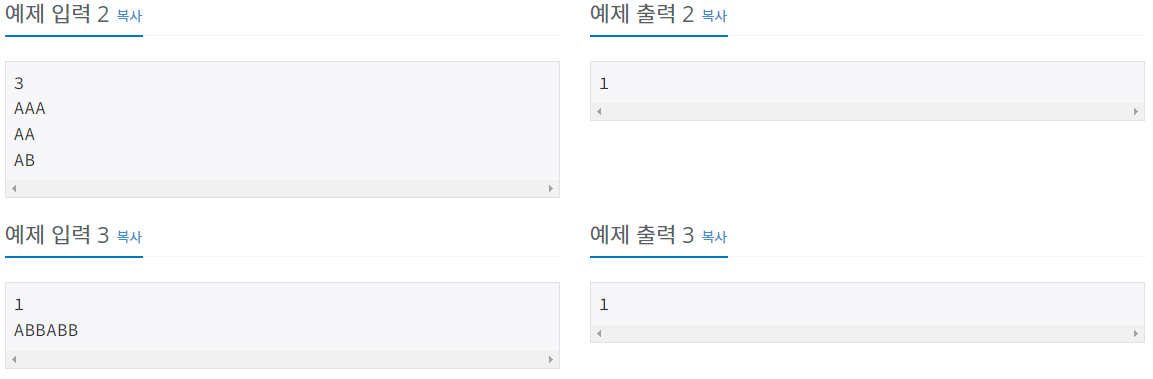 예제 입력 2 복사
3
AAA
AA
AB
예제 출력 2 복사
1
예제 입력 3 복사
1
ABBABB
예제 출력 3 복사
1